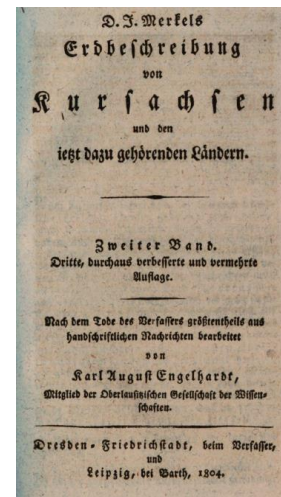 D. J. Merkels
Erdbeschreibung
von
Kursachsen
und den
ietzt dazu gehörenden Ländern.
Zweiter Band.
Dritte, durchaus verbesserte und vermehrte
Auflage.
Nach dem Tode des Verfassers größtentheils aus
handschriftlichen Nachrichten bearbeitet
von
Karl August Engelhardt,
Mitglied der Oberlausitzischen Gesellschaft der Wissen-
schaften.
Dresden-Friedrichstadt, beim Verfasser,
und
Leipzig, bei Barth, 1804.